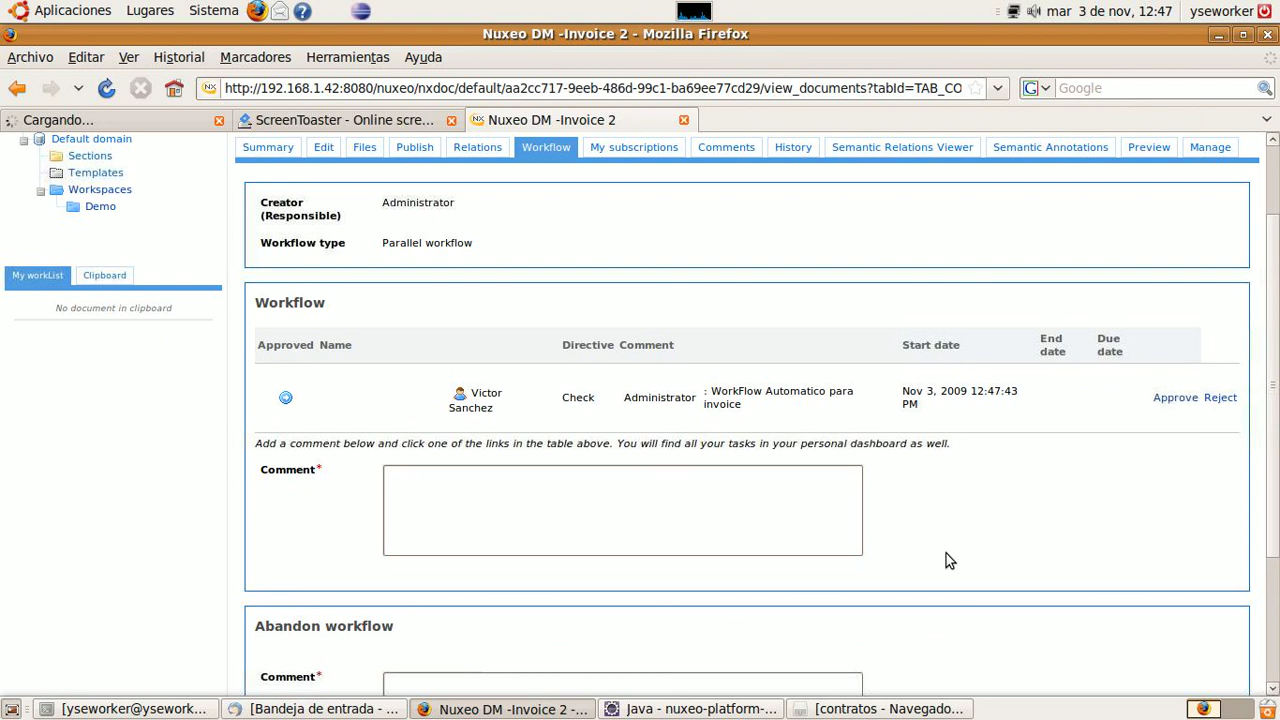 Aplicaciones Lugares Sistema mar 3 de nov, 12:47 yseworker
Nuxeo DM -Invoice 2 - Mozilla Firefox
Archivo Editar Ver Historial Marcadores Herramientas Ayuda
http://192.168.1.42:8080/nuxeo/nxdoc/default/aa2cc717-9eeb-486d-99c1-ba69ee77cd29/view_documents?tabId=TAB_CO Google
Cargando... ScreenToaster - Online scre... Nuxeo DM -Invoice 2
Default domain
Sections
Templates
Workspaces
Demo
My workList Clipboard
No document in clipboard
Summary Edit Files Publish Relations Workflow My subscriptions Comments History Semantic Relations Viewer Semantic Annotations Preview Manage
Creator (Responsible) Administrator
Workflow type Parallel workflow
Workflow
Approved Name Directive Comment Start date End date Due date
Victor Sanchez Check Administrator : WorkFlow Automatico para invoice Nov 3, 2009 12:47:43 PM Approve Reject
Add a comment below and click one of the links in the table above. You will find all your tasks in your personal dashboard as well.
Comment*
Abandon workflow
Comment*
[yseworker@ysework... [Bandeja de entrada - ... Nuxeo DM -Invoice 2 -... Java - nuxeo-platform-... [contratos - Navegado...